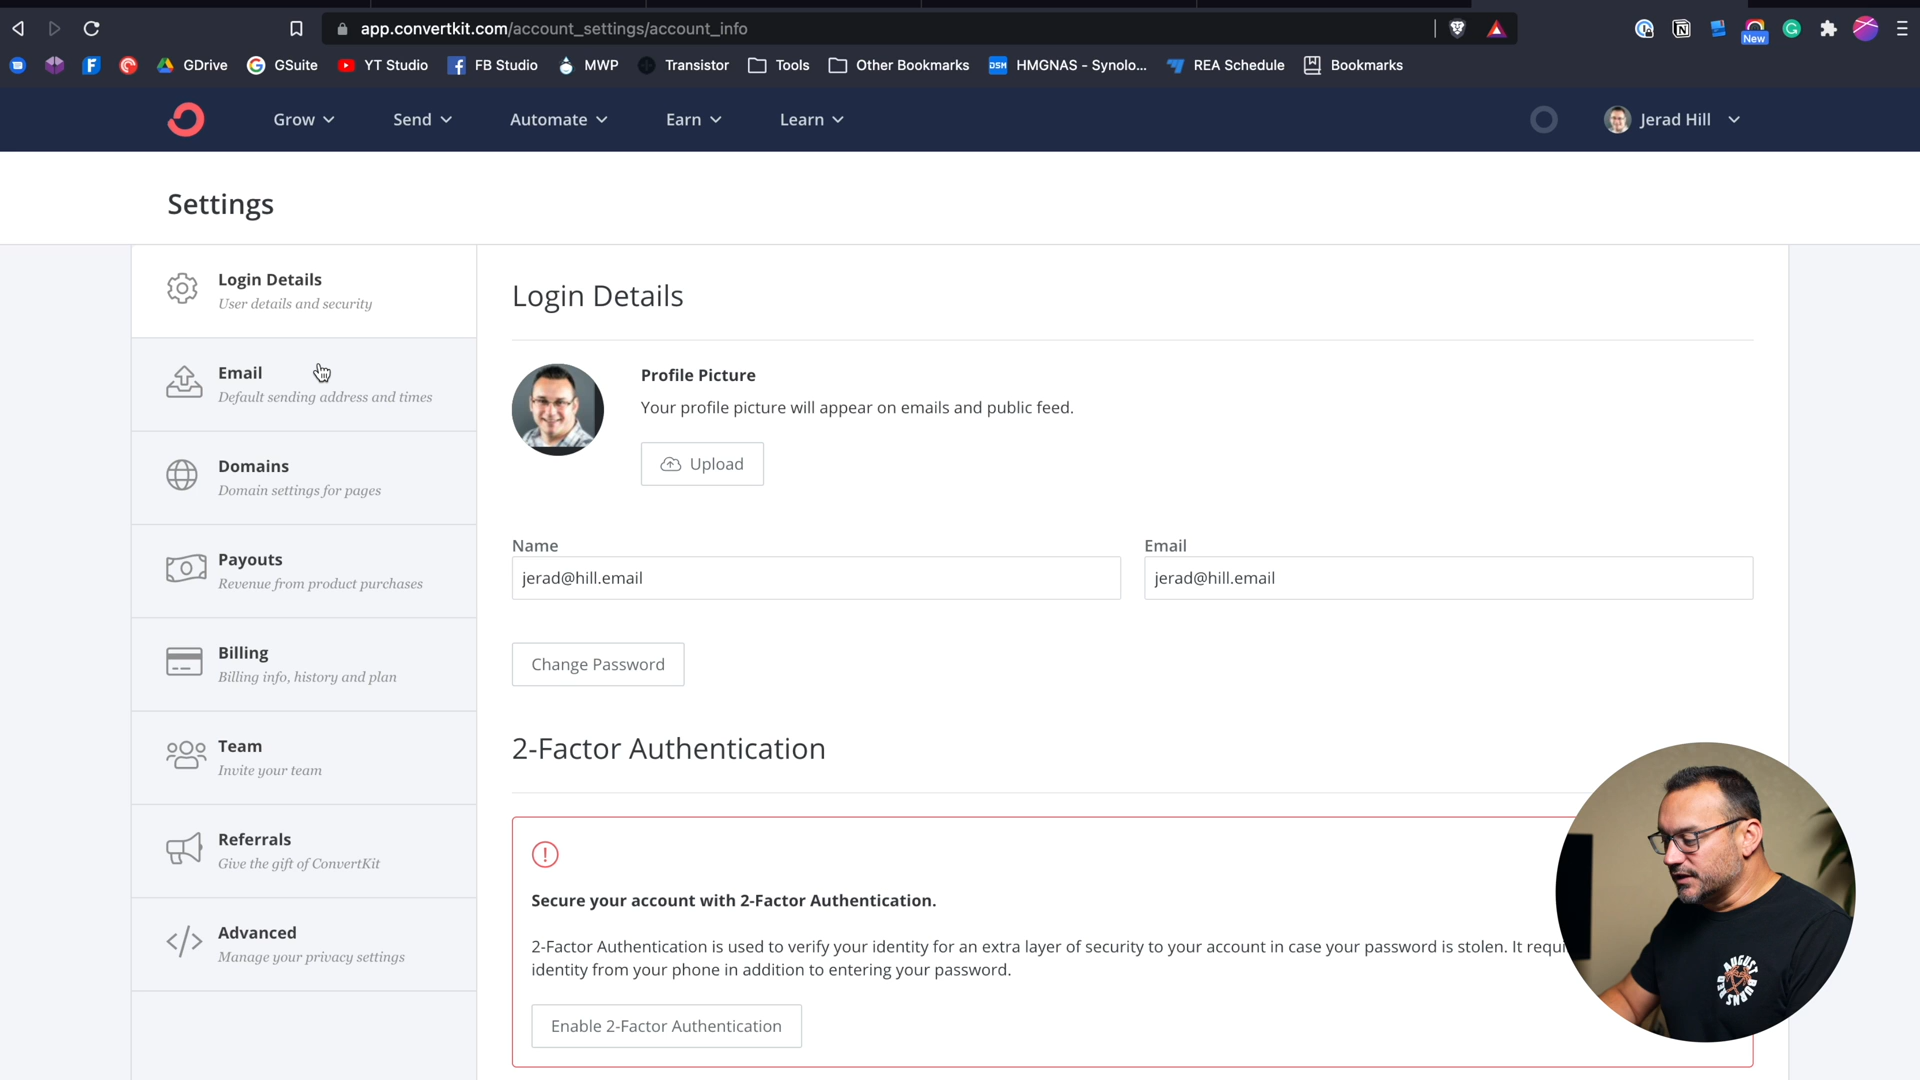 app.convertkit.com/account_settings/account_info
New
GDrive
GSuite
YT Studio
FB Studio
MWP
Transistor
Tools
Other Bookmarks
DSM
HMGNAS - Synolo...
REA Schedule
Bookmarks
Grow
Send
Automate
Earn
Learn
Jerad Hill
Settings
Login Details
User details and security
Email
Default sending address and times
Domains
Domain settings for pages
Payouts
Revenue from product purchases
Billing
Billing info, history and plan
Team
Invite your team
Referrals
Give the gift of ConvertKit
Advanced
Manage your privacy settings
Login Details
Profile Picture
Your profile picture will appear on emails and public feed.
Upload
Name
Email
jerad@hill.email
jerad@hill.email
Change Password
2-Factor Authentication
Secure your account with 2-Factor Authentication.
2-Factor Authentication is used to verify your identity for an extra layer of security to your account in case your password is stolen. It requi
identity from your phone in addition to entering your password.
Enable 2-Factor Authentication
AUGUST
BURNS
RED